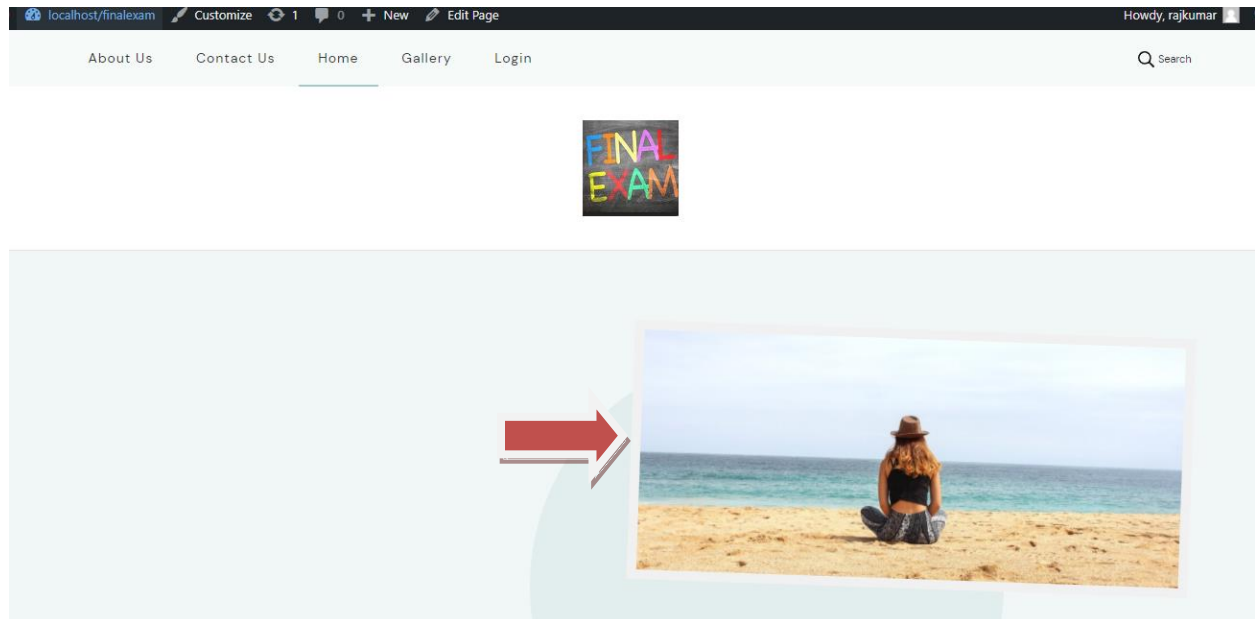 localhost/finalexam Customize 1 0 New Edit Page Howdy, rajkumar
About Us Contact Us Home Gallery Login Search
FINAL
EXAM